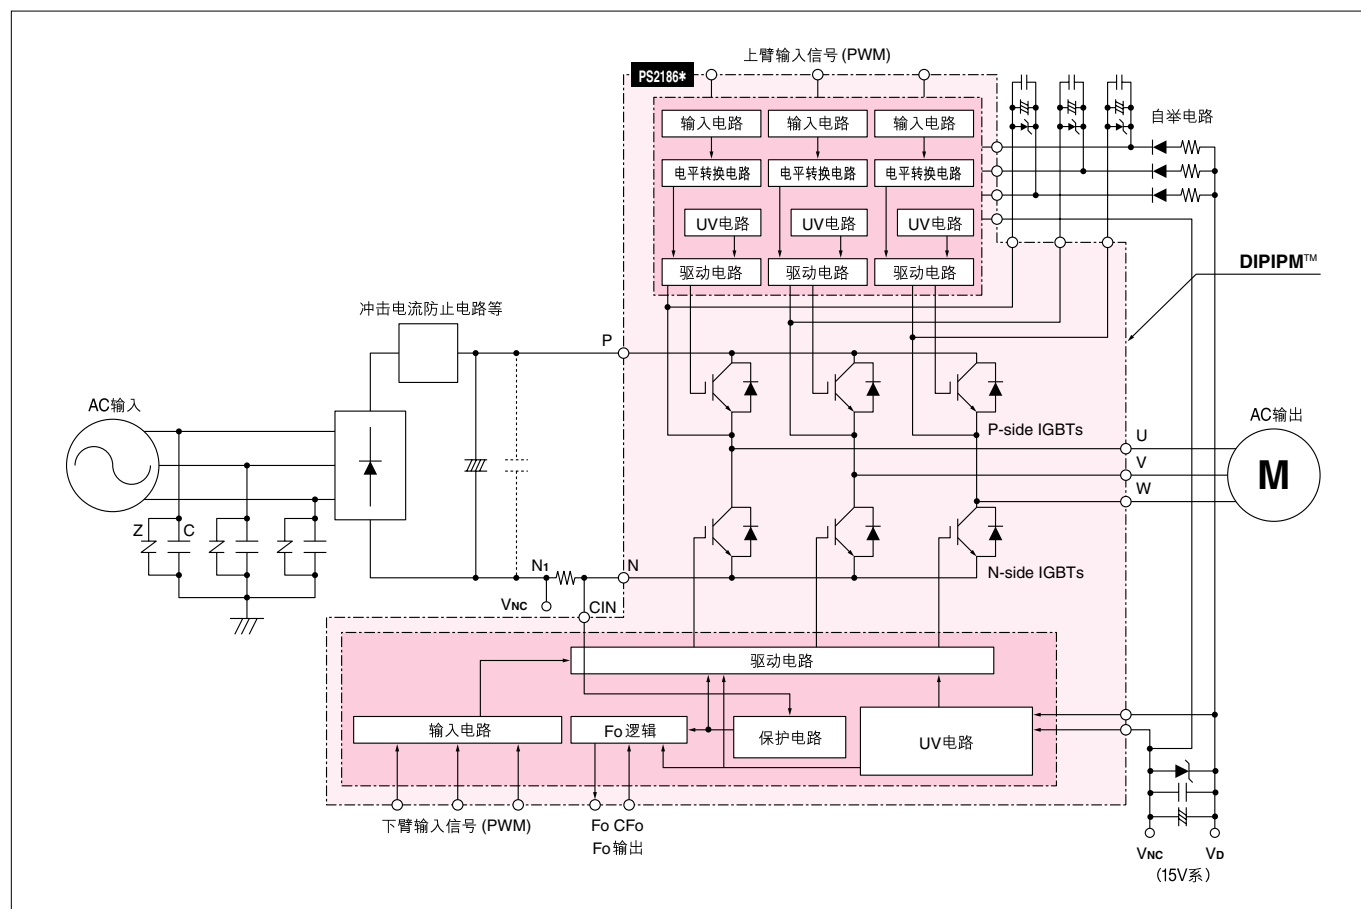 上臂输入信号 (PWM)
PS2186*
输入电路 输入电路 输入电路
自举电路
电平转换电路 电平转换电路 电平转换电路
UV电路 UV电路 UV电路
驱动电路 驱动电路 驱动电路
DIPIPM™
冲击电流防止电路等
P
AC输入
P-side IGBTs
AC输出
U
V
W
M
Z C
N1 N
N-side IGBTs
VNC
CIN
驱动电路
输入电路
Fo 逻辑
保护电路
UV电路
下臂输入信号 (PWM)
Fo CFo
Fo 输出
VNC VD
(15V系)